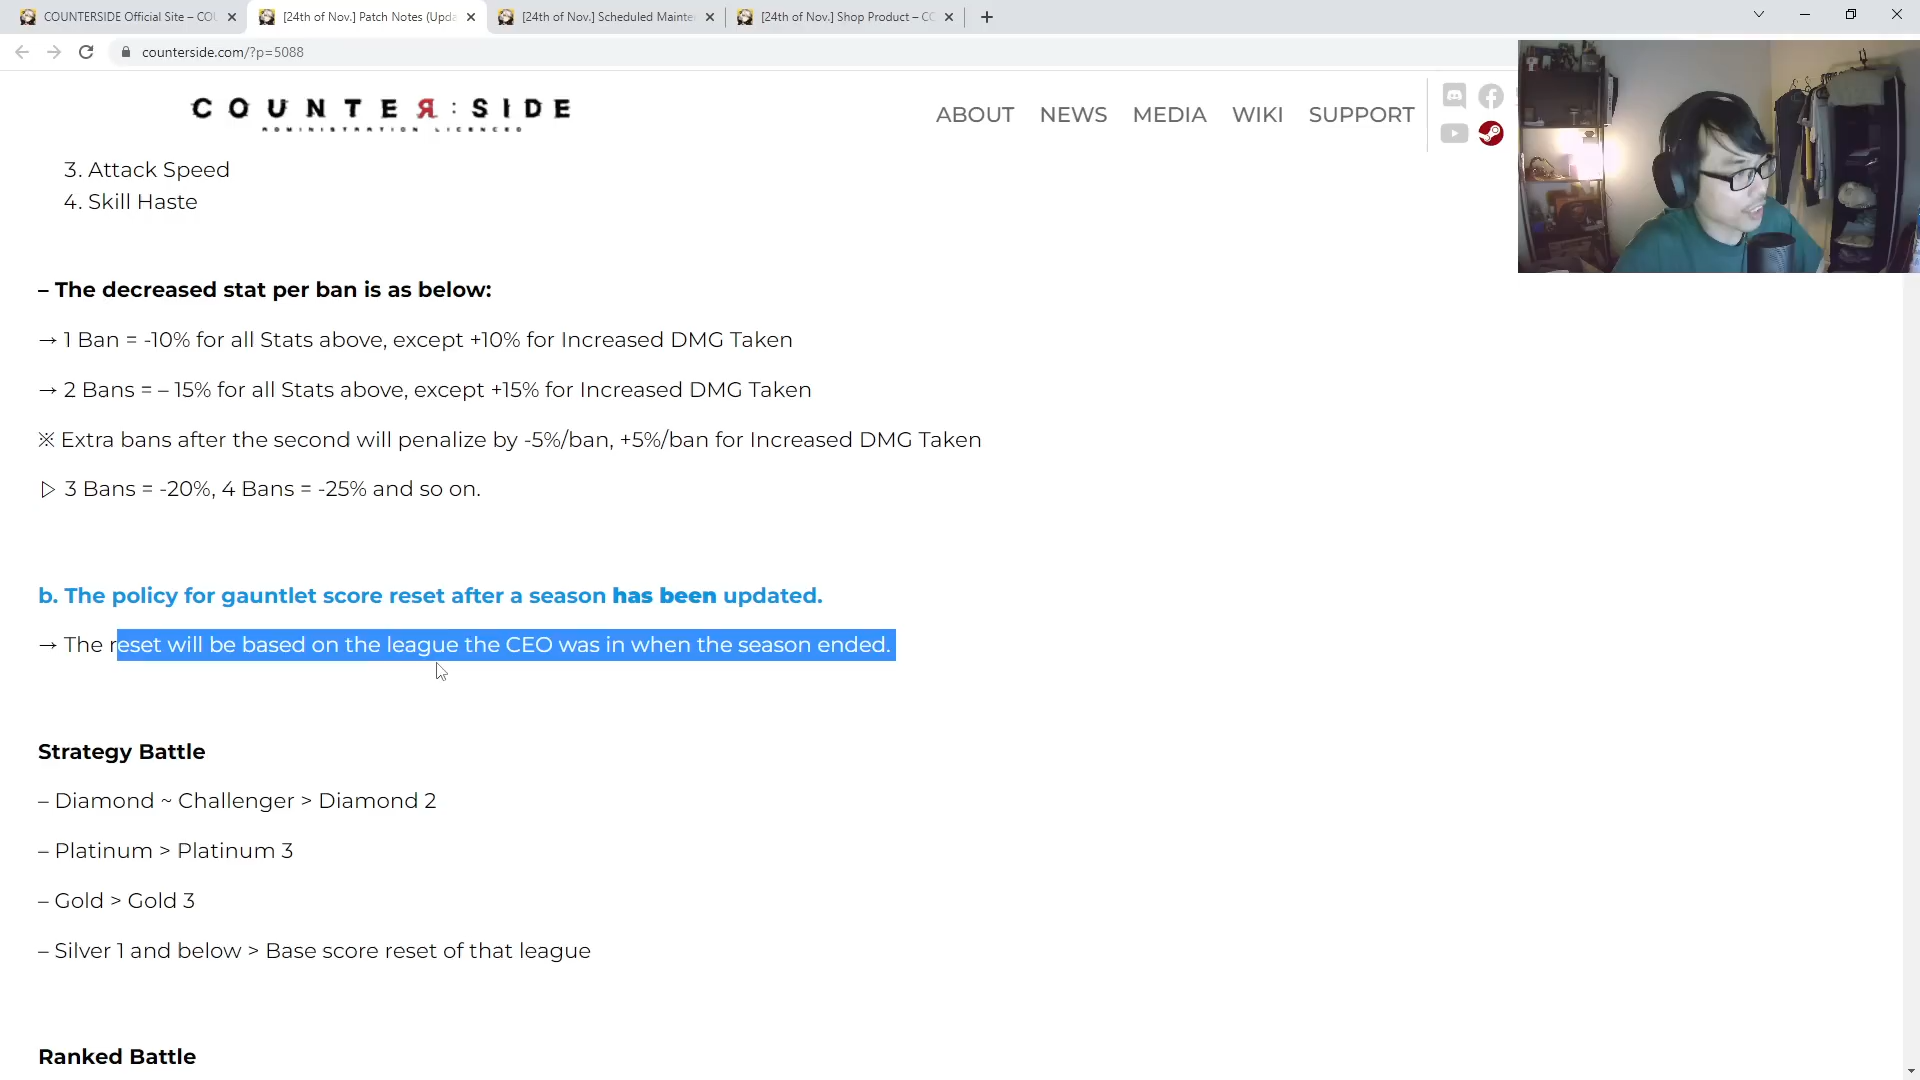 COUNTERSIDE Official Site – COU
[24th of Nov.] Patch Notes (Upda
[24th of Nov.] Scheduled Mainte
[24th of Nov.] Shop Product – CO
counterside.com/?p=5088
COUNTER:SIDE
ADMINISTRATION LICENCED
ABOUT NEWS MEDIA WIKI SUPPORT
3. Attack Speed
4. Skill Haste
– The decreased stat per ban is as below:
→ 1 Ban = -10% for all Stats above, except +10% for Increased DMG Taken
→ 2 Bans = – 15% for all Stats above, except +15% for Increased DMG Taken
※ Extra bans after the second will penalize by -5%/ban, +5%/ban for Increased DMG Taken
▷ 3 Bans = -20%, 4 Bans = -25% and so on.
b. The policy for gauntlet score reset after a season has been updated.
→ The reset will be based on the league the CEO was in when the season ended.
Strategy Battle
– Diamond ~ Challenger > Diamond 2
– Platinum > Platinum 3
– Gold > Gold 3
– Silver 1 and below > Base score reset of that league
Ranked Battle